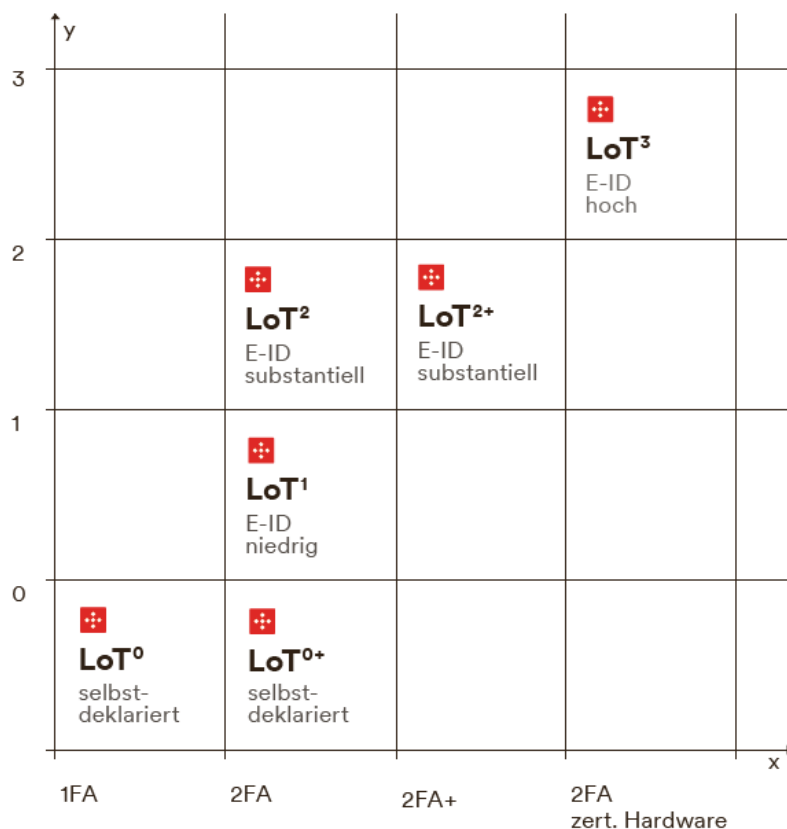 y
3
LoT³
E-ID
hoch
2
LoT²
E-ID
substantiell
LoT²⁺
E-ID
substantiell
1
LoT¹
E-ID
niedrig
0
LoT⁰
selbst-
deklariert
LoT⁰⁺
selbst-
deklariert
x
1FA
2FA
2FA+
2FA
zert. Hardware